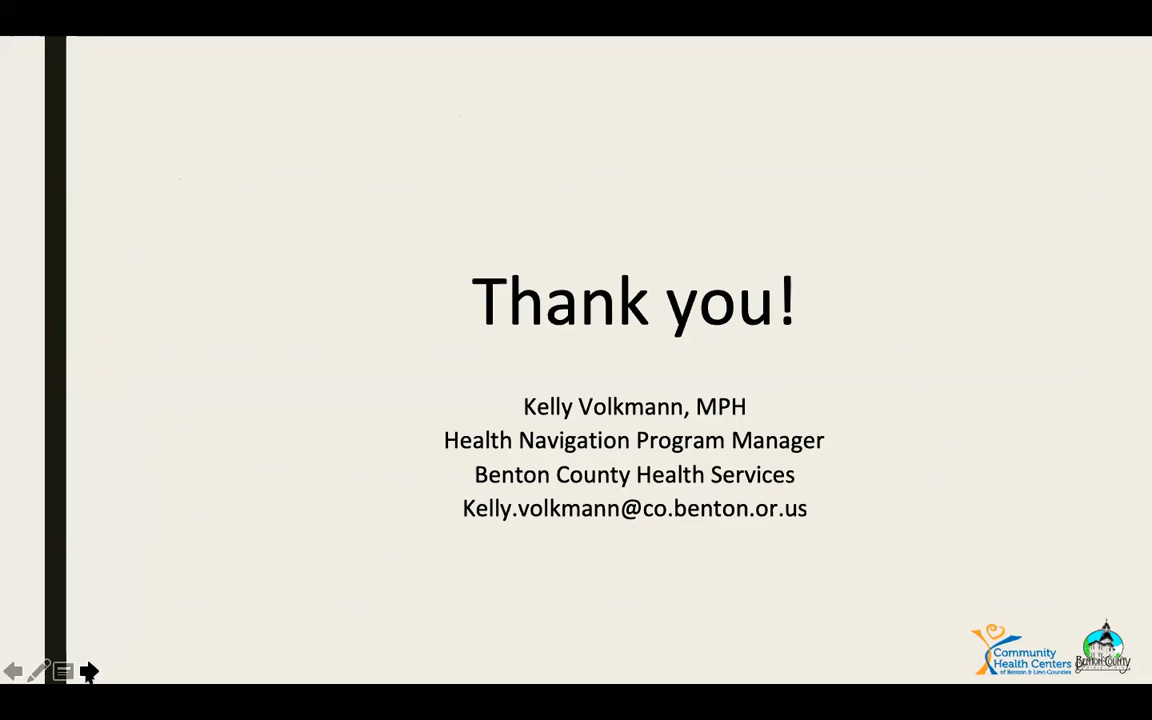 Thank you!
Kelly Volkmann, MPH
Health Navigation Program Manager
Benton County Health Services
Kelly.volkmann@co.benton.or.us
Community
Health Centers
of Benton & Linn Counties
Benton County